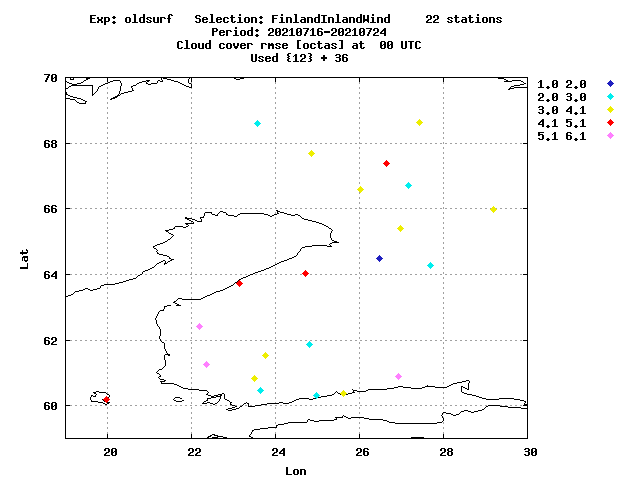 Exp: oldsurf   Selection: FinlandInlandWind     22 stations
Period: 20210716-20210724
Cloud cover rmse [octas] at  00 UTC
Used {12} + 36
1.0 2.0
2.0 3.0
3.0 4.1
4.1 5.1
5.1 6.1
70
68
66
64
62
60
Lat
20 22 24 26 28 30
Lon